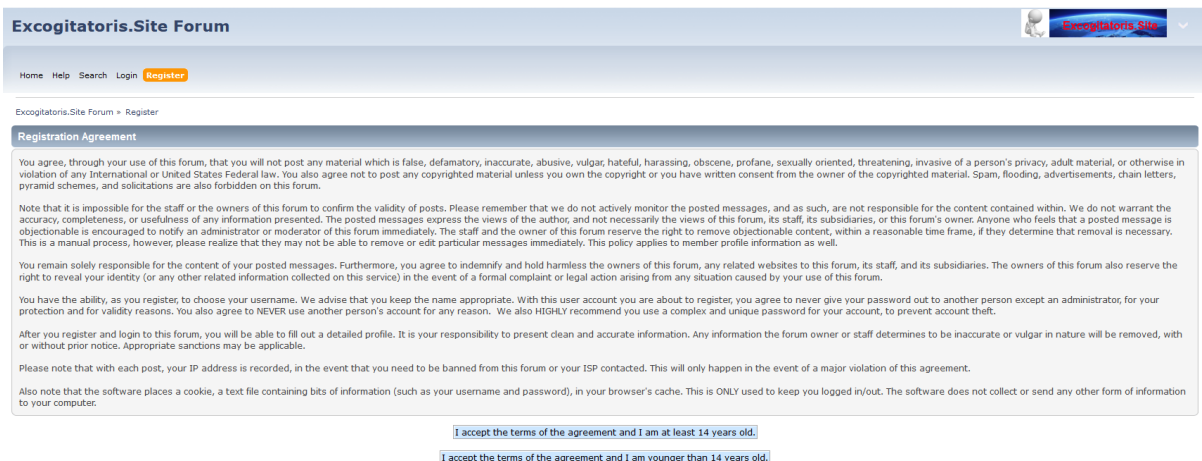 Excogitatoris.Site Forum
Excogitatoris.Site
Home Help Search Login Register
Excogitatoris.Site Forum » Register
Registration Agreement
You agree, through your use of this forum, that you will not post any material which is false, defamatory, inaccurate, abusive, vulgar, hateful, harassing, obscene, profane, sexually oriented, threatening, invasive of a person's privacy, adult material, or otherwise in
violation of any International or United States Federal law. You also agree not to post any copyrighted material unless you own the copyright or you have written consent from the owner of the copyrighted material. Spam, flooding, advertisements, chain letters,
pyramid schemes, and solicitations are also forbidden on this forum.
Note that it is impossible for the staff or the owners of this forum to confirm the validity of posts. Please remember that we do not actively monitor the posted messages, and as such, are not responsible for the content contained within. We do not warrant the
accuracy, completeness, or usefulness of any information presented. The posted messages express the views of the author, and not necessarily the views of this forum, its staff, its subsidiaries, or this forum's owner. Anyone who feels that a posted message is
objectionable is encouraged to notify an administrator or moderator of this forum immediately. The staff and the owner of this forum reserve the right to remove objectionable content, within a reasonable time frame, if they determine that removal is necessary.
This is a manual process, however, please realize that they may not be able to remove or edit particular messages immediately. This policy applies to member profile information as well.
You remain solely responsible for the content of your posted messages. Furthermore, you agree to indemnify and hold harmless the owners of this forum, any related websites to this forum, its staff, and its subsidiaries. The owners of this forum also reserve the
right to reveal your identity (or any other related information collected on this service) in the event of a formal complaint or legal action arising from any situation caused by your use of this forum.
You have the ability, as you register, to choose your username. We advise that you keep the name appropriate. With this user account you are about to register, you agree to never give your password out to another person except an administrator, for your
protection and for validity reasons. You also agree to NEVER use another person's account for any reason. We also HIGHLY recommend you use a complex and unique password for your account, to prevent account theft.
After you register and login to this forum, you will be able to fill out a detailed profile. It is your responsibility to present clean and accurate information. Any information the forum owner or staff determines to be inaccurate or vulgar in nature will be removed, with
or without prior notice. Appropriate sanctions may be applicable.
Please note that with each post, your IP address is recorded, in the event that you need to be banned from this forum or your ISP contacted. This will only happen in the event of a major violation of this agreement.
Also note that the software places a cookie, a text file containing bits of information (such as your username and password), in your browser's cache. This is ONLY used to keep you logged in/out. The software does not collect or send any other form of information
to your computer.
I accept the terms of the agreement and I am at least 14 years old.
I accept the terms of the agreement and I am younger than 14 years old.